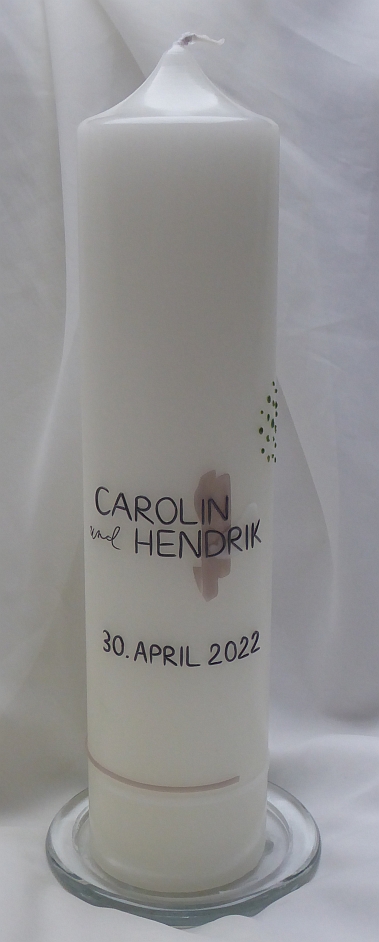 CAROLIN
und HENDRIK
30. APRIL 2022